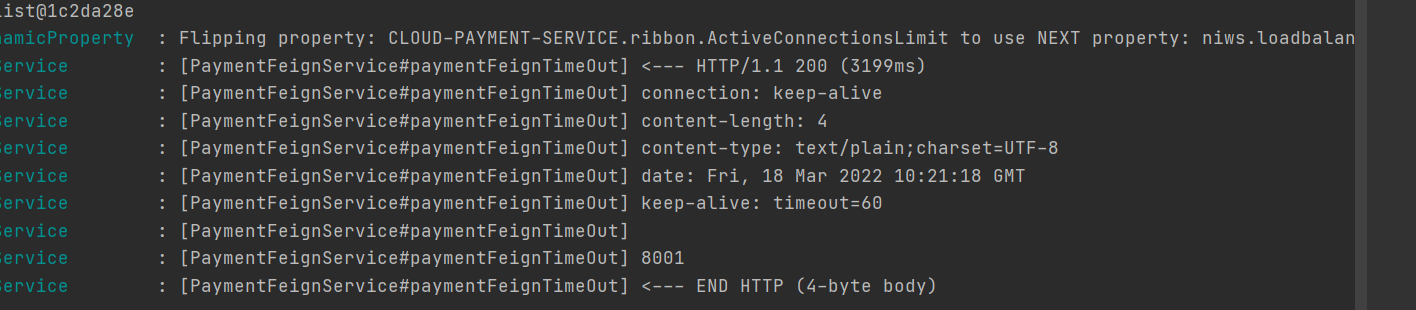 ist@1c2da28e
amicProperty : Flipping property: CLOUD-PAYMENT-SERVICE.ribbon.ActiveConnectionsLimit to use NEXT property: niws.loadbalan
Service : [PaymentFeignService#paymentFeignTimeOut] <--- HTTP/1.1 200 (3199ms)
Service : [PaymentFeignService#paymentFeignTimeOut] connection: keep-alive
Service : [PaymentFeignService#paymentFeignTimeOut] content-length: 4
Service : [PaymentFeignService#paymentFeignTimeOut] content-type: text/plain;charset=UTF-8
Service : [PaymentFeignService#paymentFeignTimeOut] date: Fri, 18 Mar 2022 10:21:18 GMT
Service : [PaymentFeignService#paymentFeignTimeOut] keep-alive: timeout=60
Service : [PaymentFeignService#paymentFeignTimeOut]
Service : [PaymentFeignService#paymentFeignTimeOut] 8001
Service : [PaymentFeignService#paymentFeignTimeOut] <--- END HTTP (4-byte body)